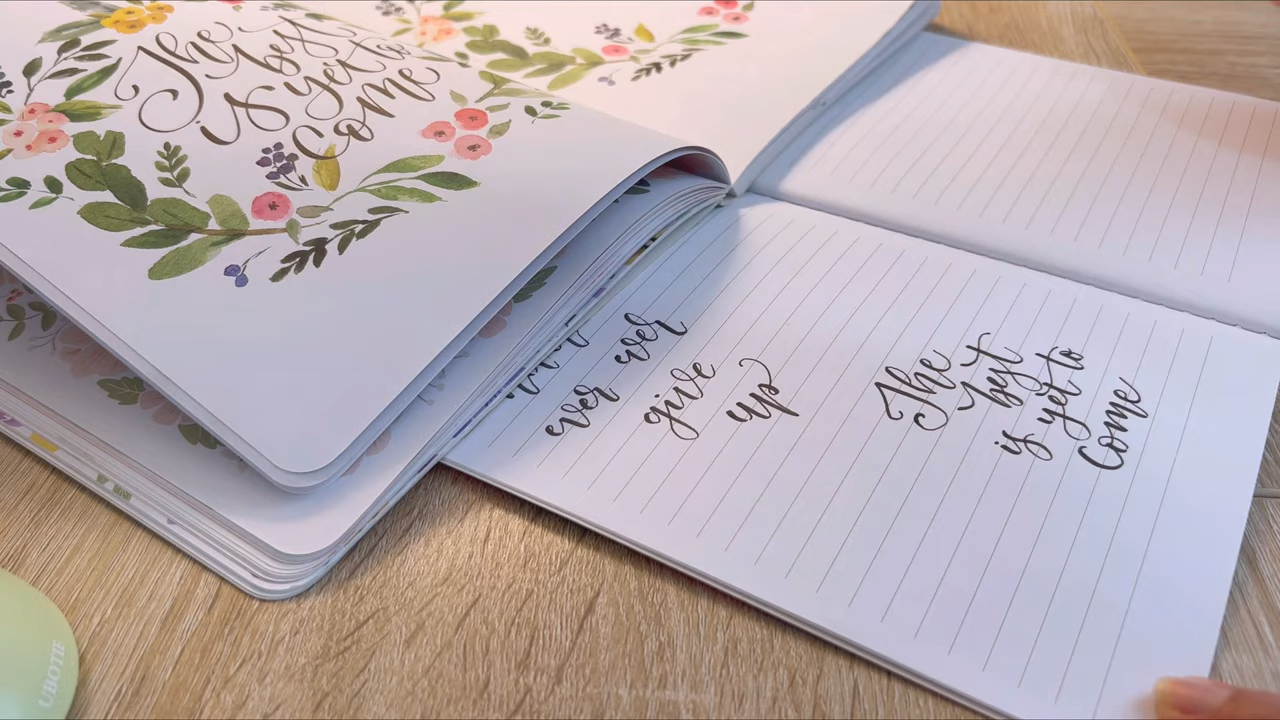 The
best
is yet to
come
ever ever
give
up
The
best
is yet to
come
UBOTIE